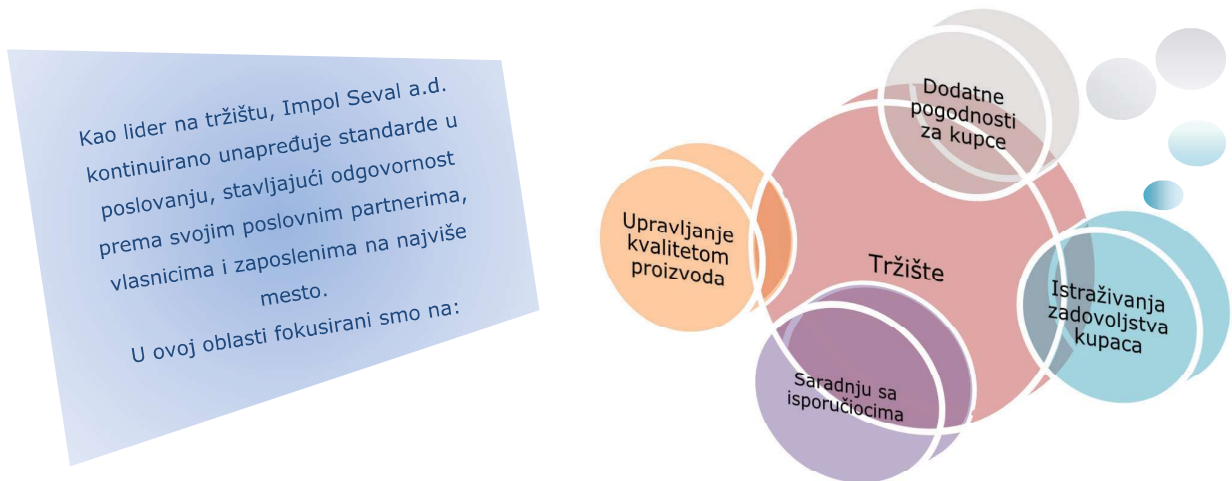 Kao lider na tržištu, Impol Seval a.d.
kontinuirano unapređuje standarde u
poslovanju, stavljajući odgovornost
prema svojim poslovnim partnerima,
vlasnicima i zaposlenima na najviše
mesto.
U ovoj oblasti fokusirani smo na:
Dodatne
pogodnosti
za kupce
Upravljanje
kvalitetom
proizvoda
Tržište
Istraživanja
zadovoljstva
kupaca
Saradnju sa
isporučiocima